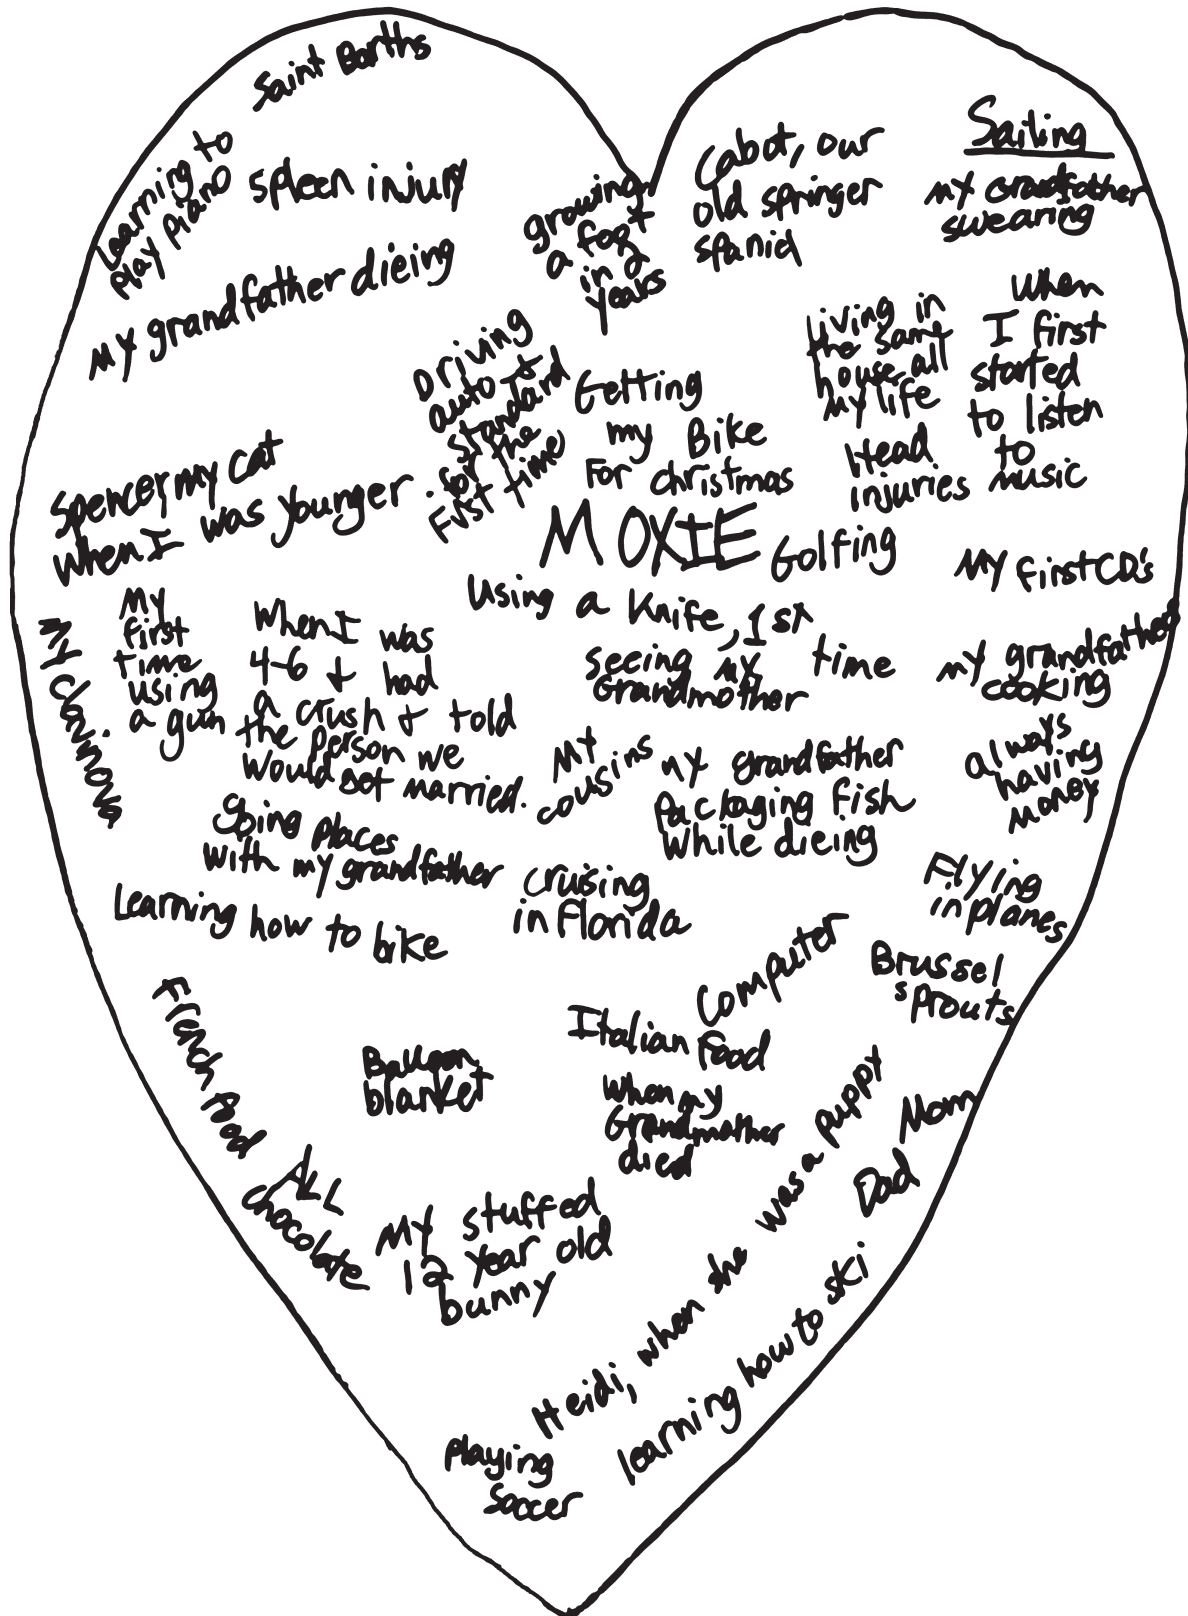 Saint Barths
Learning to
Play Piano
spleen injury
my grandfather dieing
growing
a foot
in 2
years
Cabot, our
old springer
spaniel
Sailing
my grandfather
swearing
Driving
auto &
standard
for the
First time
Getting
my Bike
For christmas
Living in
the same
house all
my life
When
I first
started
to listen
to
music
Head
injuries
Spencer, my cat
when I was younger.
MOXIE
Golfing
My first CD's
Using a Knife, 1st
time
My
first
time
using
a gun
When I was
4-6 & had
a crush & told
the person we
would get married.
seeing my
Grandmother
my grandfather
cooking
My
cousins
my grandfather
Packaging fish
while dieing
always
having
money
Going places
with my grandfather
cruising
in Florida
Flying
in planes
Learning how to bike
Computer
Brussel
sprouts
French food
Italian Food
Balloon
blanket
When my
Grandmother
died
Mom
Dad
ALL
chocolate
My stuffed
12 year old
bunny
Heidi, when she was a puppy
learning how to ski
Playing
soccer